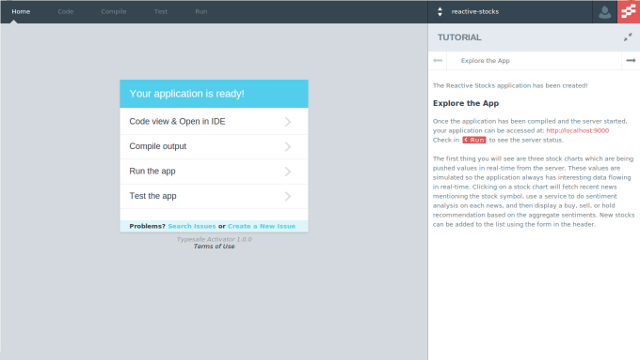 Home
Code
Compile
Test
Run
reactive-stocks
Your application is ready!
Code view & Open in IDE
Compile output
Run the app
Test the app
Problems? Search Issues or Create a New Issue
Typesafe Activator 1.0.0
Terms of Use
TUTORIAL
Explore the App
The Reactive Stocks application has been created!
Explore the App
Once the application has been compiled and the server started,
your application can be accessed at: http://localhost:9000
Check in Run to see the server status.
The first thing you will see are three stock charts which are being
pushed values in real-time from the server. These values are
simulated so the application always has interesting data flowing
in real-time. Clicking on a stock chart will fetch recent news
mentioning the stock symbol, use a service to do sentiment
analysis on each news, and then display a buy, sell, or hold
recommendation based on the aggregate sentiments. New stocks
can be added to the list using the form in the header.